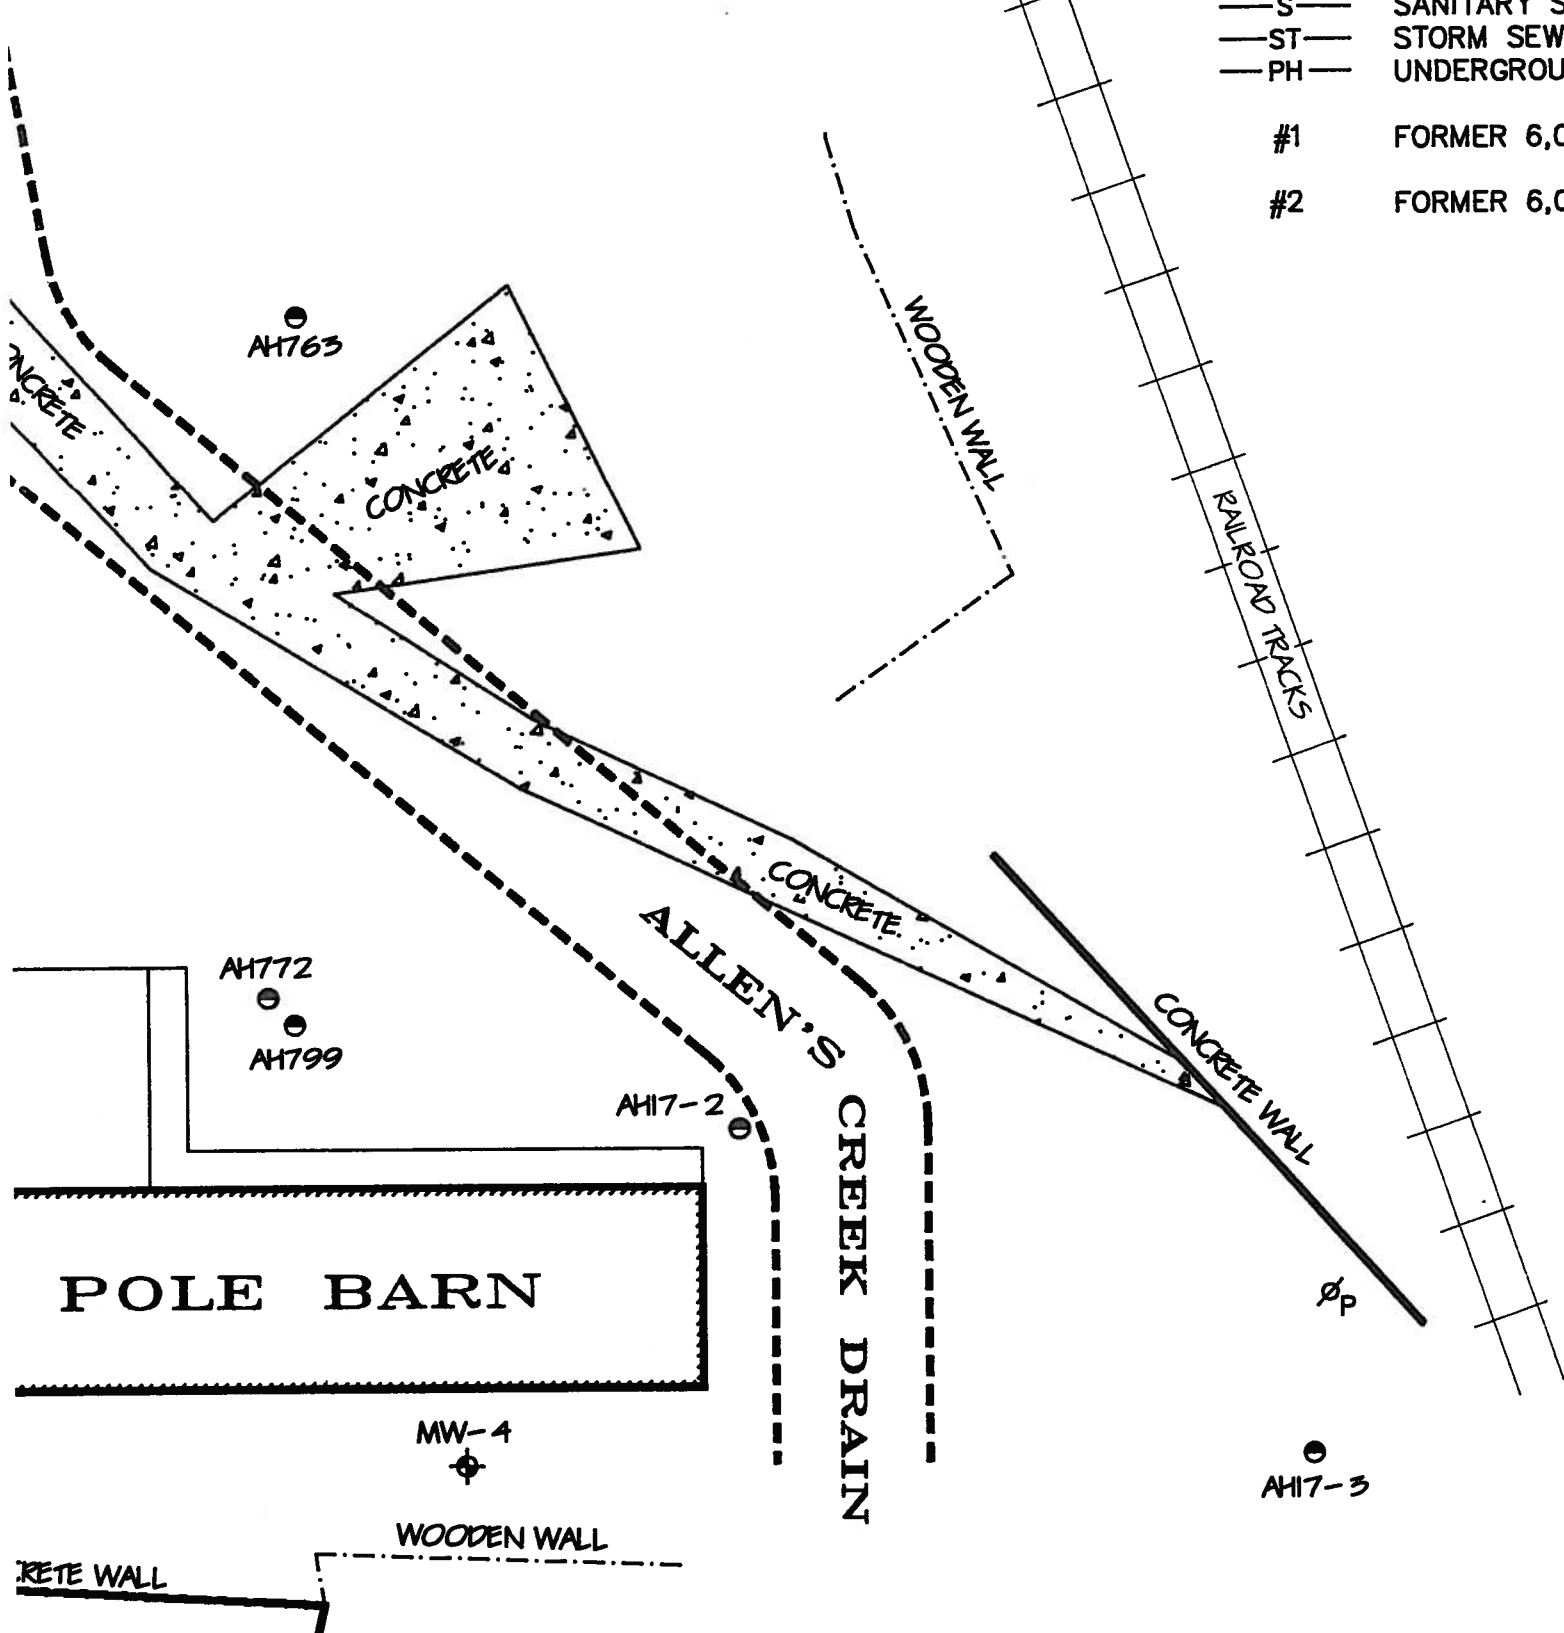 S SANITARY S
ST STORM SEW
PH UNDERGROU
#1 FORMER 6,0
#2 FORMER 6,0
AH763
ONCRETE
CONCRETE
WOODEN WALL
RAILROAD TRACKS
CONCRETE
ALLEN'S CREEK DRAIN
AH772
AH799
AH17-2
CONCRETE WALL
POLE BARN
P
MW-4
AH17-3
WOODEN WALL
RETE WALL